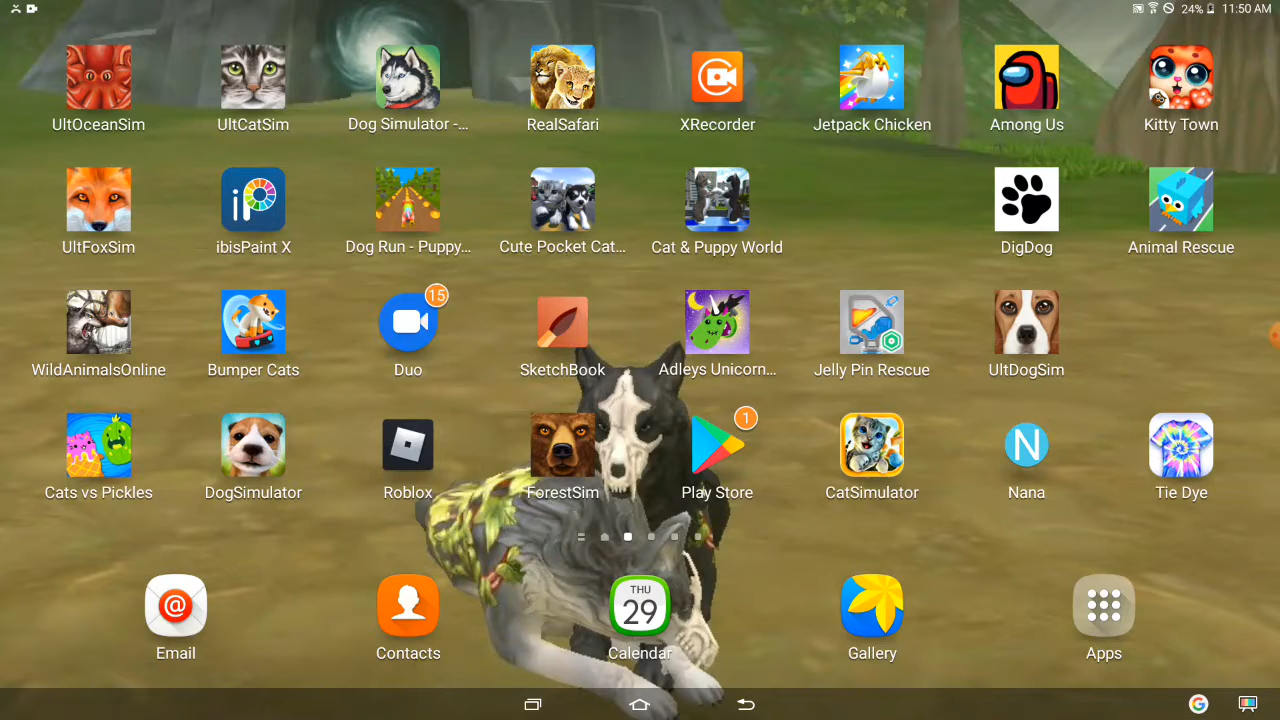 24% 11:50 AM
UltOceanSim UltCatSim Dog Simulator -... RealSafari XRecorder Jetpack Chicken Among Us Kitty Town
iP
UltFoxSim ibisPaint X Dog Run - Puppy... Cute Pocket Cat... Cat & Puppy World DigDog Animal Rescue
15
WildAnimalsOnline Bumper Cats Duo SketchBook Adleys Unicorn... Jelly Pin Rescue UltDogSim
1
N
Cats vs Pickles DogSimulator Roblox ForestSim Play Store CatSimulator Nana Tie Dye
@ THU
29
Email Contacts Calendar Gallery Apps
G